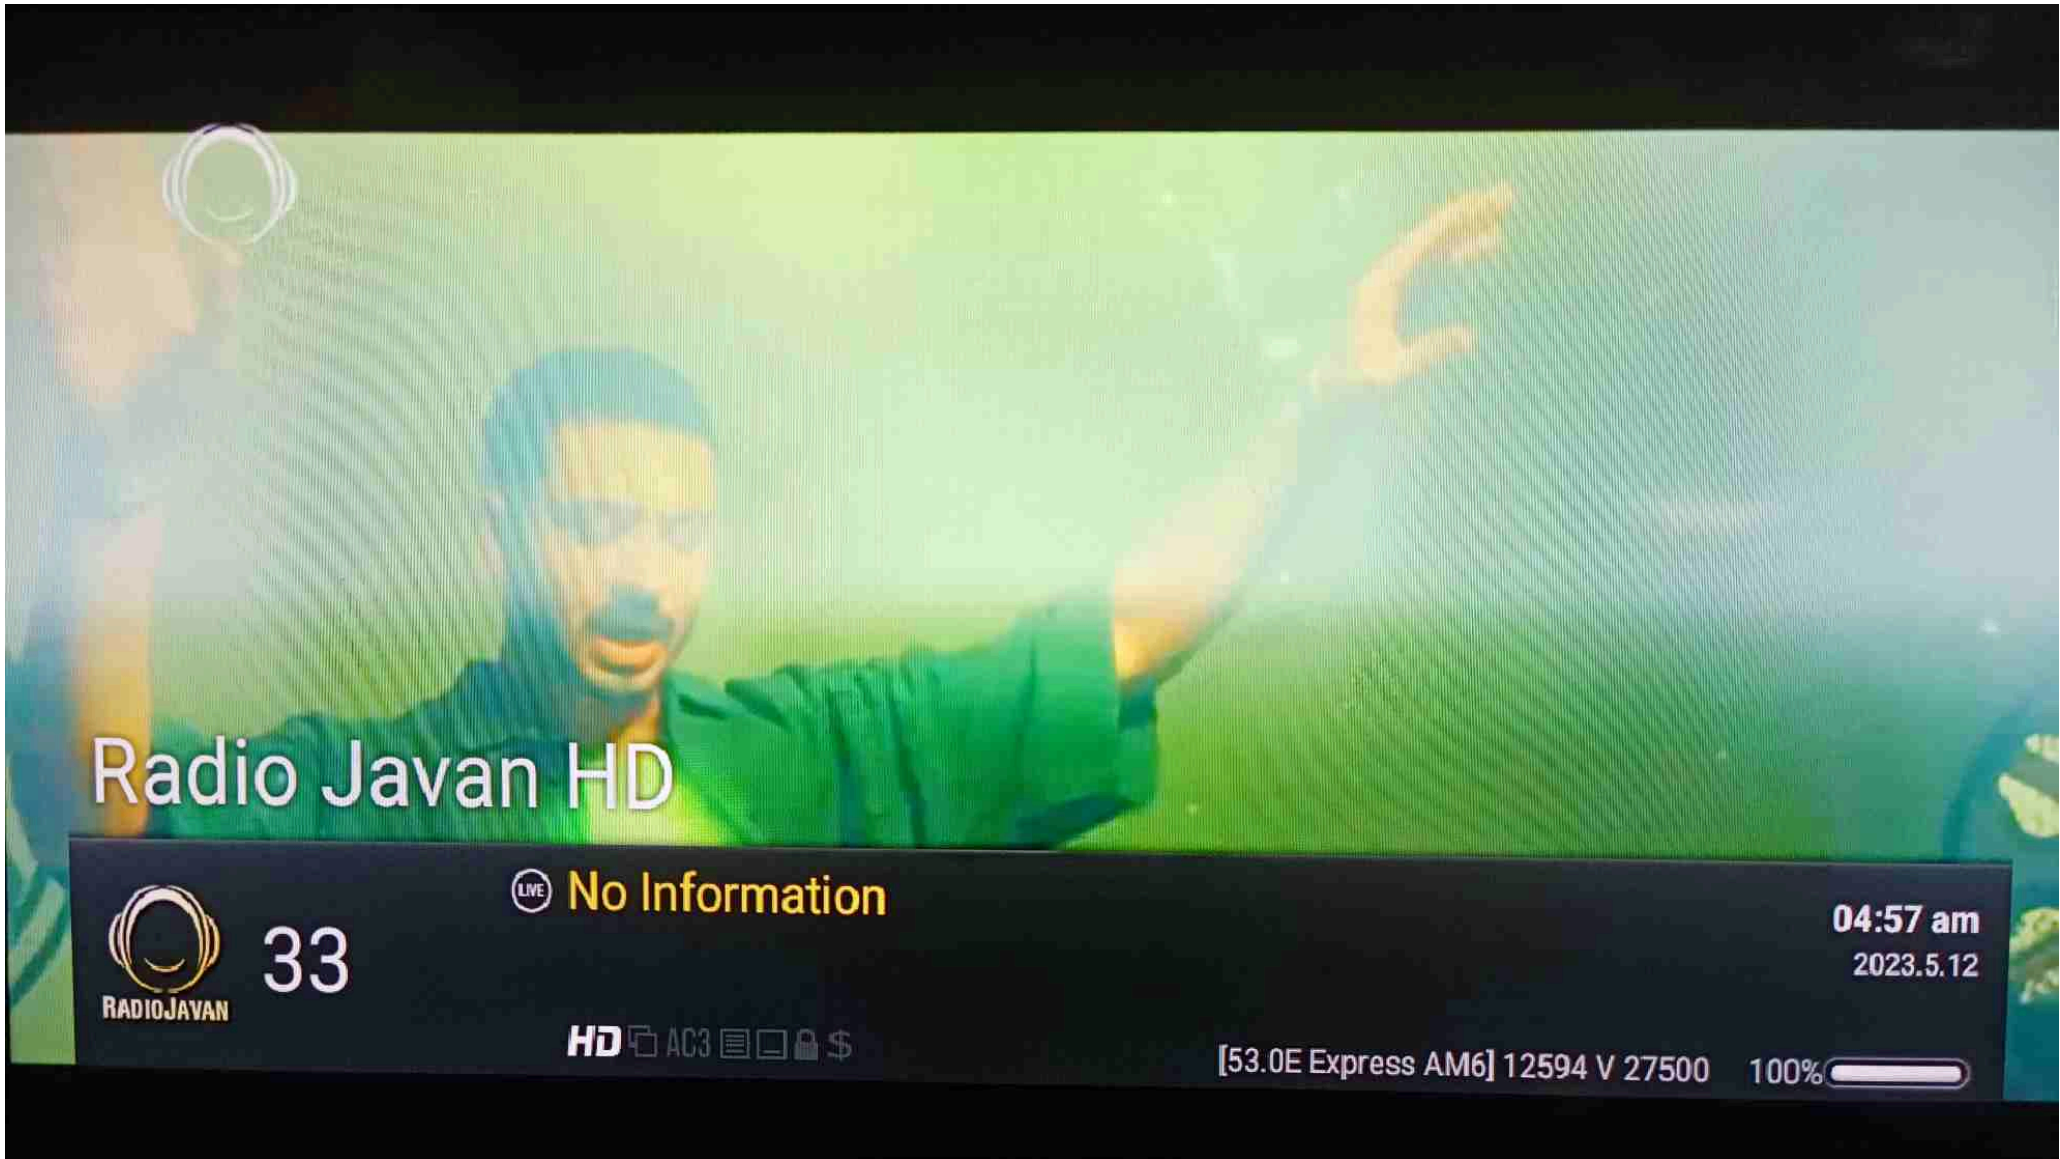 Radio Javan HD
LIVE No Information
33
RADIOJAVAN
04:57 am
2023.5.12
HD AC3 $
[53.0E Express AM6] 12594 V 27500 100%